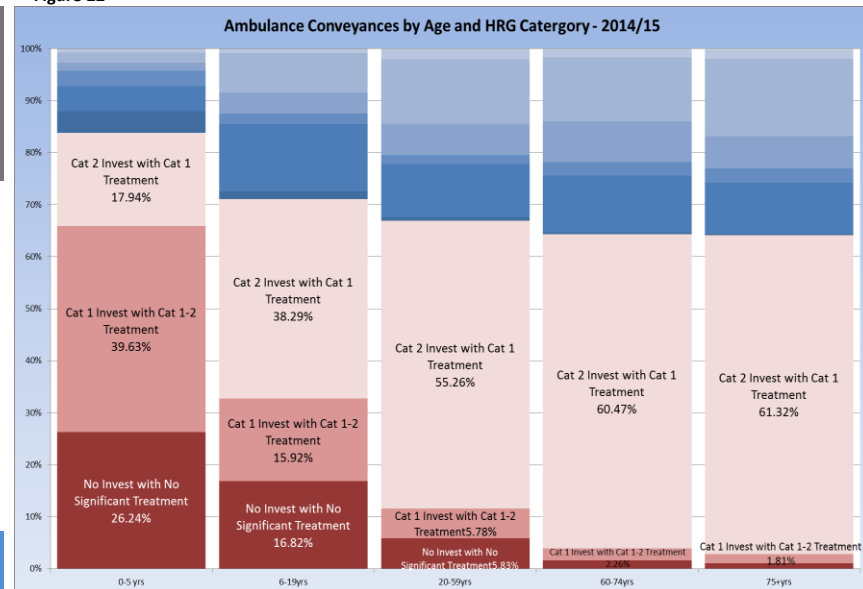 Ambulance Conveyances by Age and HRG Catergory - 2014/15
100%
90%
80%
70%
60%
50%
40%
30%
20%
10%
0%
Cat 2 Invest with Cat 1
Treatment
17.94%
Cat 1 Invest with Cat 1-2
Treatment
39.63%
No Invest with No
Significant Treatment
26.24%
Cat 2 Invest with Cat 1
Treatment
38.29%
Cat 1 Invest with Cat 1-2
Treatment
15.92%
No Invest with No
Significant Treatment
16.82%
Cat 2 Invest with Cat 1
Treatment
55.26%
Cat 1 Invest with Cat 1-2
Treatment5.78%
No Invest with No
Significant Treatment5.83%
Cat 2 Invest with Cat 1
Treatment
60.47%
Cat 1 Invest with Cat 1-2 Treatment
2.26%
Cat 2 Invest with Cat 1
Treatment
61.32%
Cat 1 Invest with Cat 1-2 Treatment
1.81%
0-5 yrs
6-19yrs
20-59yrs
60-74yrs
75+yrs